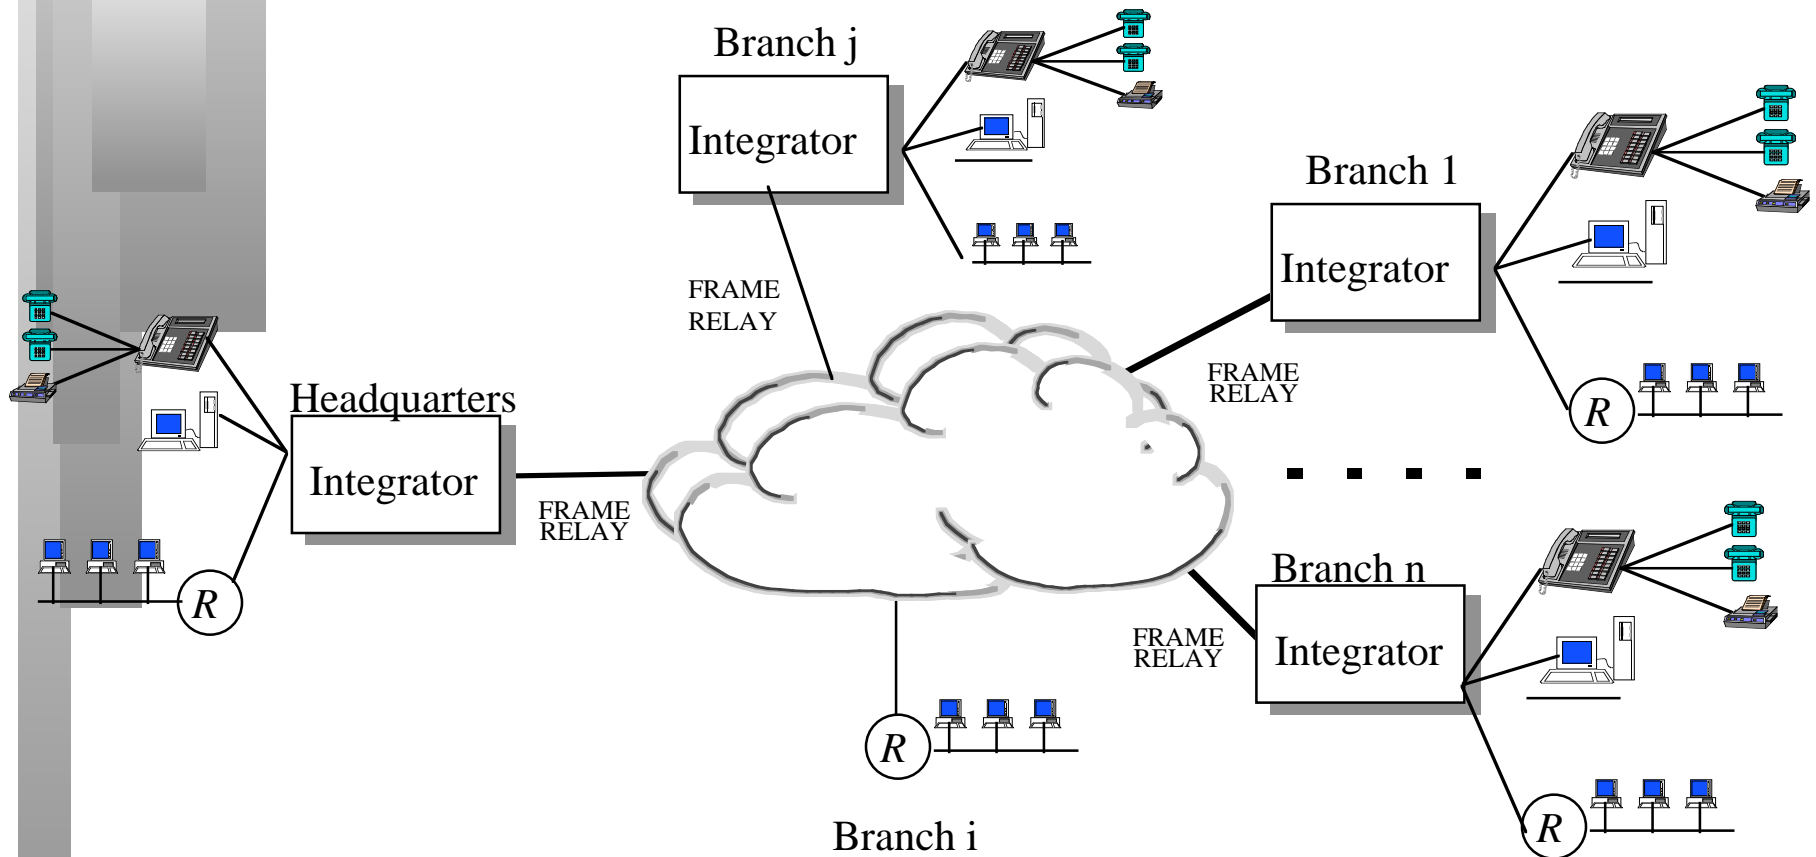 Branch j
Integrator
Branch 1
Integrator
FRAME
RELAY
FRAME
RELAY
Headquarters
Integrator
R
FRAME
RELAY
Branch n
Integrator
FRAME
RELAY
R
R
Branch i
R